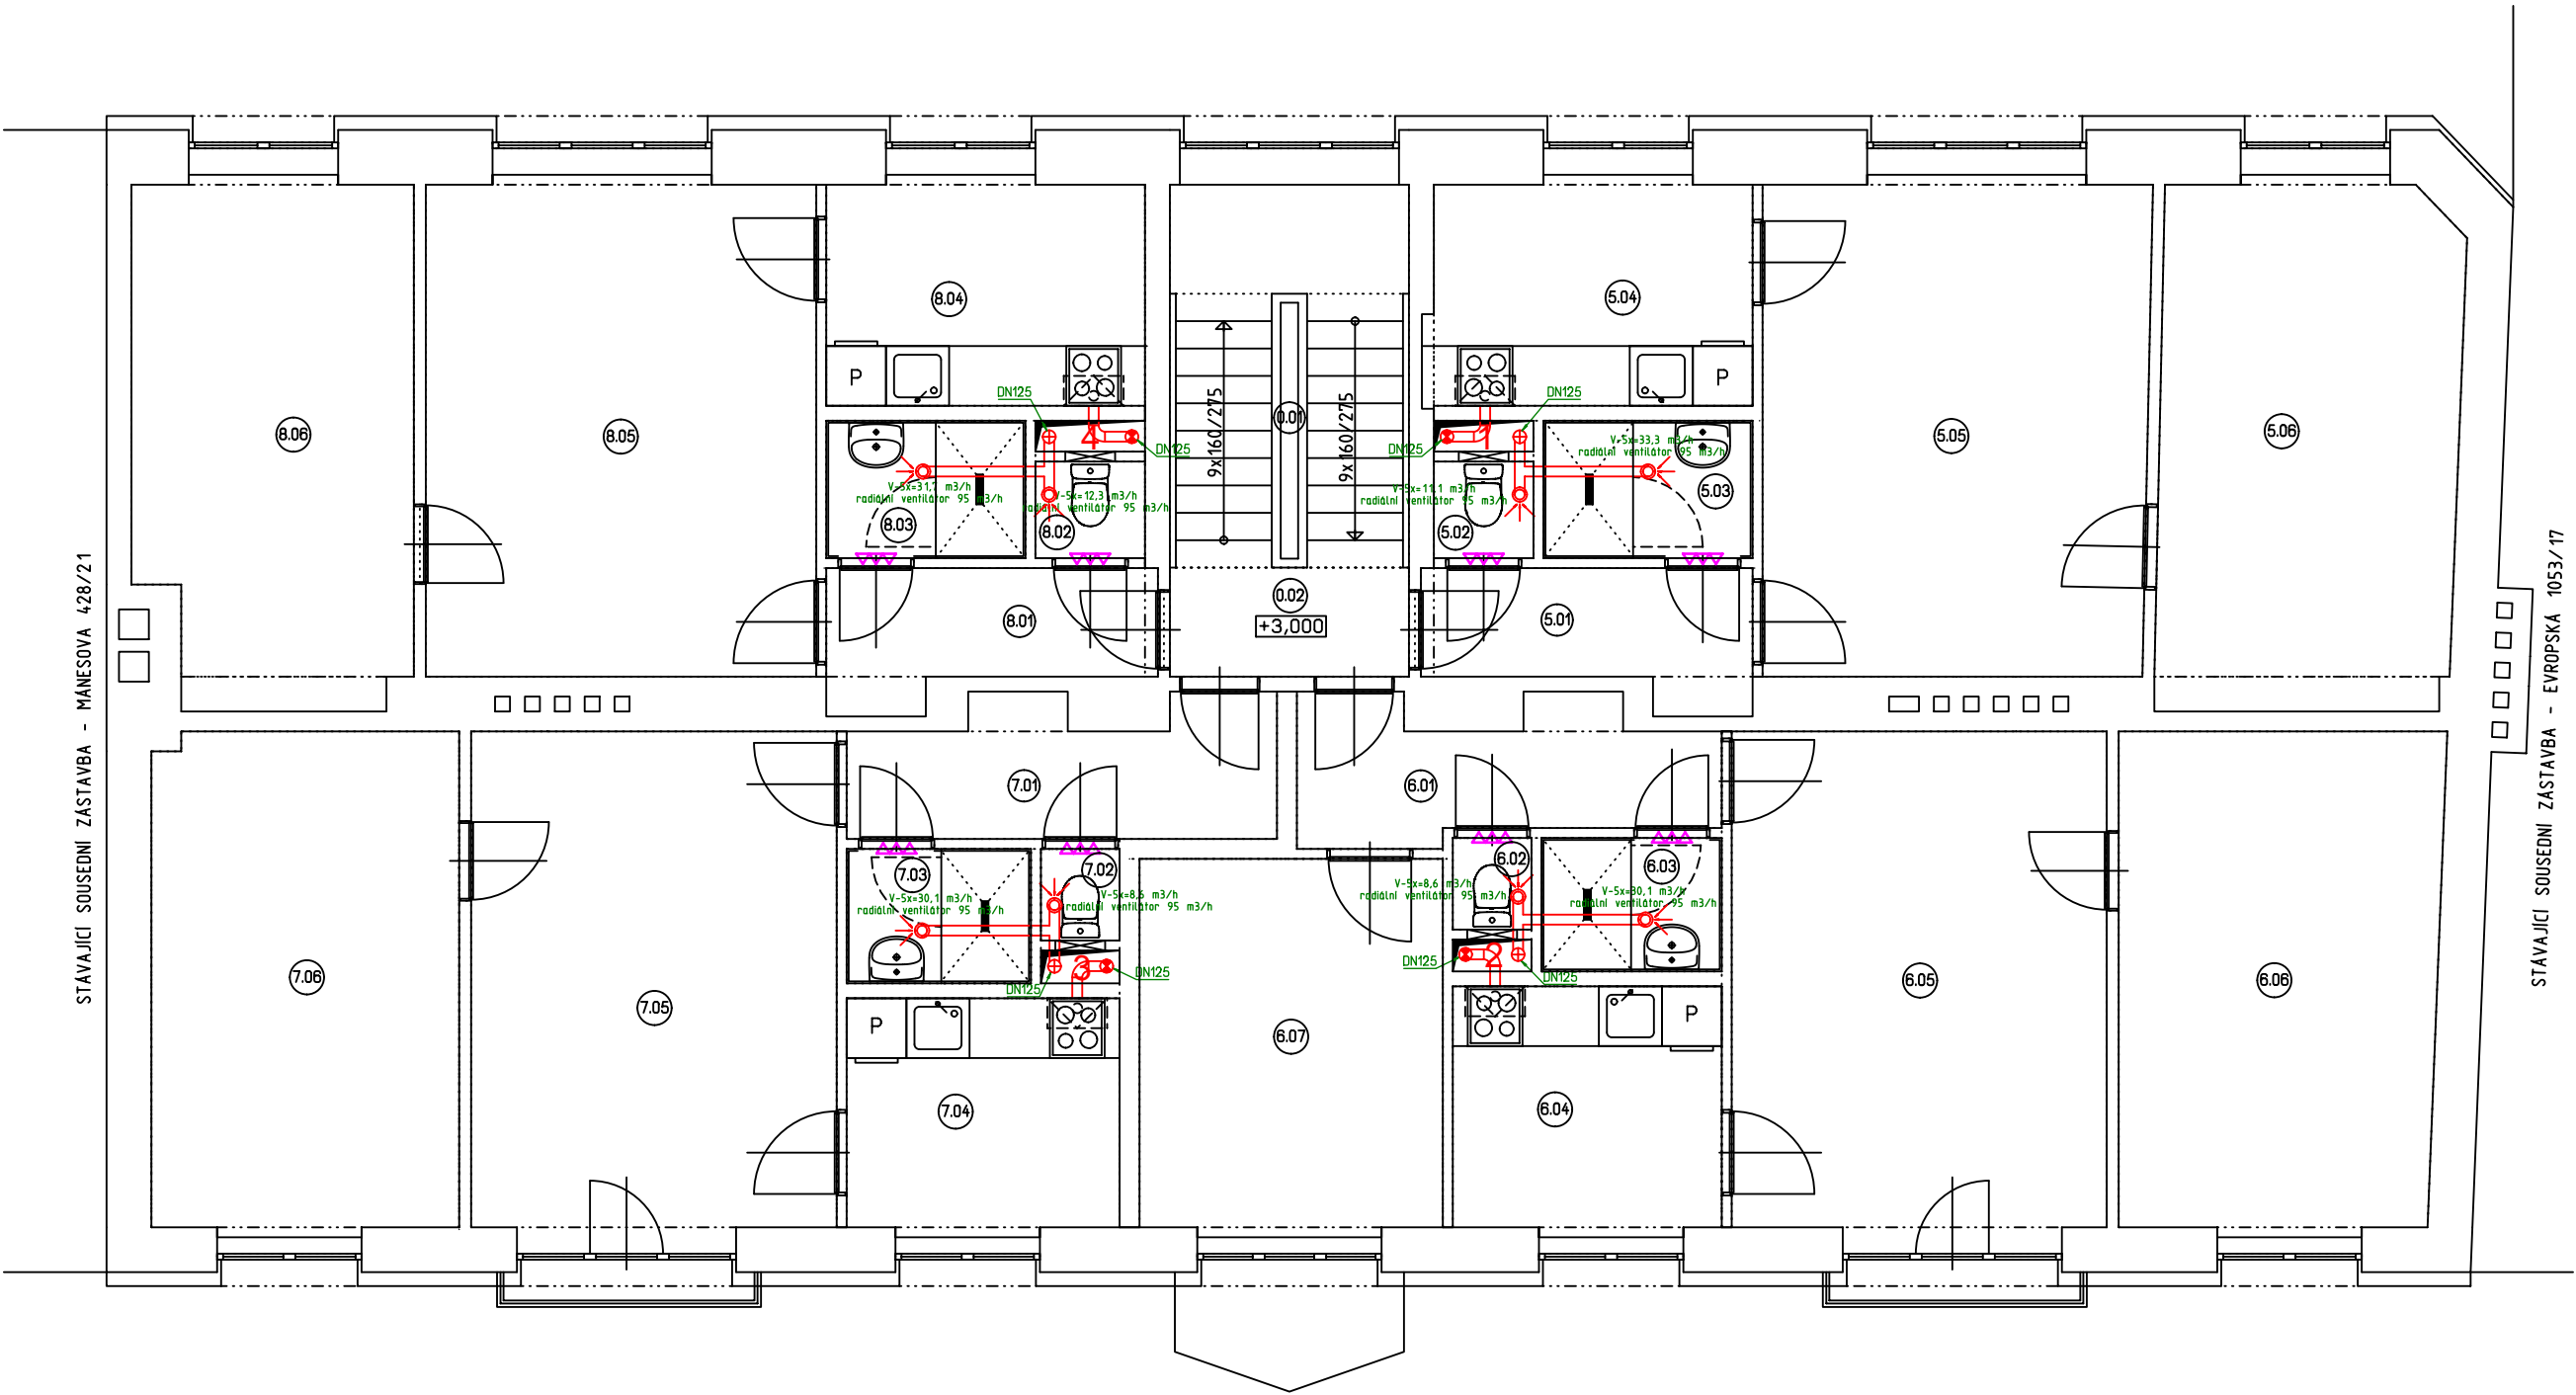 DN125
DN125
8.04
5.04
P
P
DN125
DN125
9x160/275
0.01
9x160/275
8.06
8.05
4
1
5.05
5.06
V-5x=33,3 m3/h
radiální ventilátor 95 m3/h
V-5x=31,7 m3/h
radiální ventilátor 95 m3/h
V-5x=12,3 m3/h
radiální ventilátor 95 m3/h
V-5x=11,1 m3/h
radiální ventilátor 95 m3/h
8.03
8.02
5.02
5.03
8.01
0.02
+3,000
5.01
STÁVAJÍCÍ SOUSEDNÍ ZÁSTAVBA - MÁNESOVA 428/21
STÁVAJÍCÍ SOUSEDNÍ ZÁSTAVBA - EVROPSKÁ 1053/17
7.01
6.01
7.03
7.02
6.02
6.03
V-5x=30,1 m3/h
radiální ventilátor 95 m3/h
V-5x=8,6 m3/h
radiální ventilátor 95 m3/h
V-5x=8,6 m3/h
radiální ventilátor 95 m3/h
V-5x=30,1 m3/h
radiální ventilátor 95 m3/h
3
2
DN125
DN125
DN125
DN125
7.06
7.05
P
6.07
P
6.05
6.06
7.04
6.04